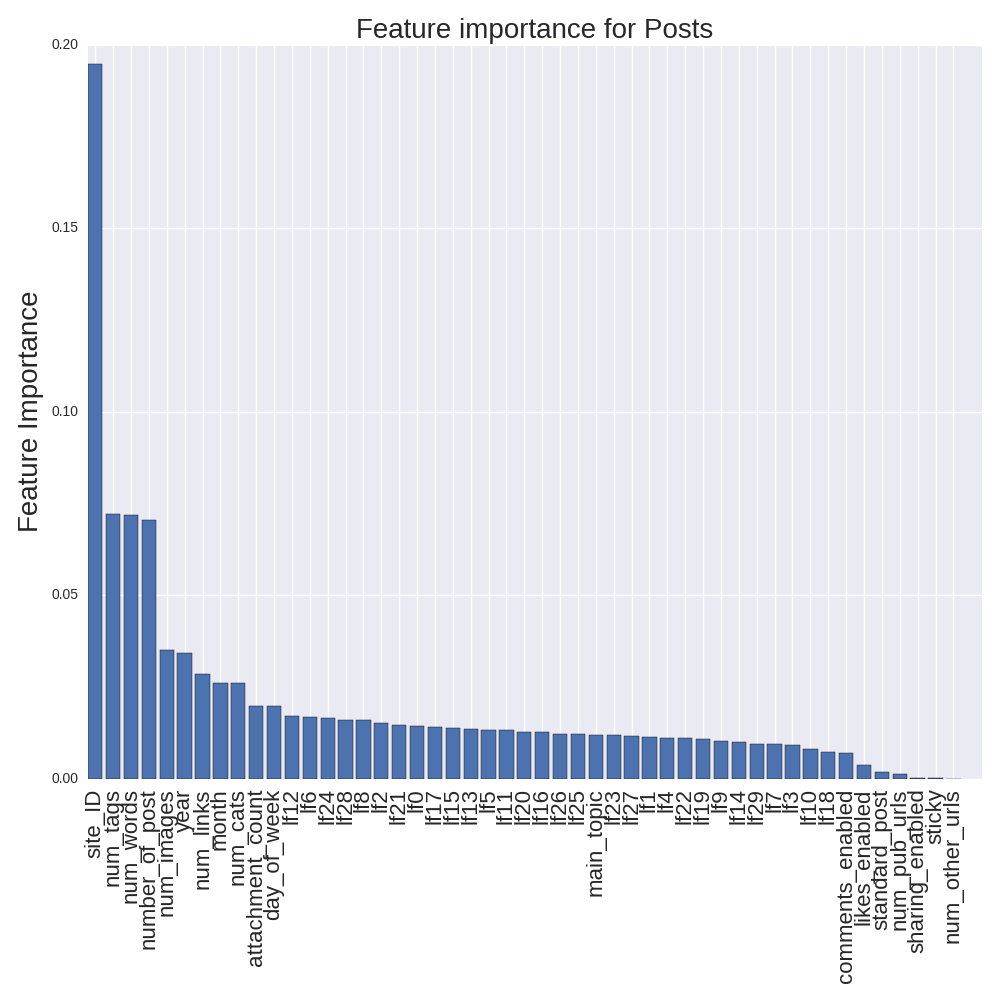 Feature importance for Posts
Feature Importance
0.20
0.15
0.10
0.05
0.00
site_ID
num_tags
num_words
number_of_post
num_images
year
num_links
month
num_cats
attachment_count
day_of_week
lf12
lf6
lf24
lf28
lf8
lf2
lf21
lf0
lf17
lf15
lf13
lf5
lf11
lf20
lf16
lf26
lf25
main_topic
lf23
lf27
lf1
lf4
lf22
lf19
lf9
lf14
lf29
lf7
lf3
lf10
lf18
comments_enabled
likes_enabled
standard_post
num_pub_urls
sharing_enabled
sticky
num_other_urls